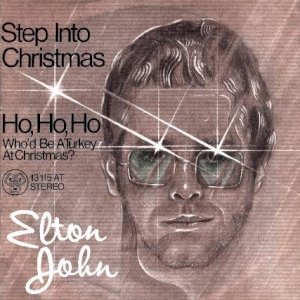 Step Into
Christmas
Ho, Ho, Ho
Who'd Be A Turkey
At Christmas?
13 115 AT
STEREO
Elton
John